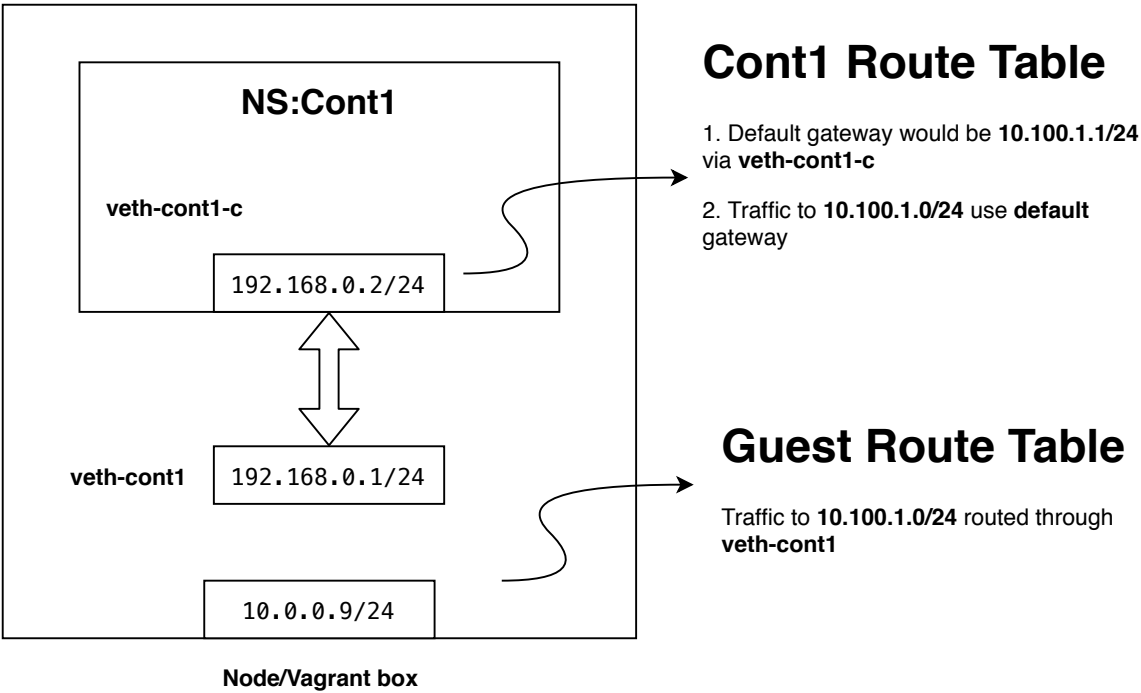 NS:Cont1
veth-cont1-c
192.168.0.2/24
veth-cont1
192.168.0.1/24
10.0.0.9/24
Node/Vagrant box
Cont1 Route Table
1. Default gateway would be 10.100.1.1/24
via veth-cont1-c
2. Traffic to 10.100.1.0/24 use default
gateway
Guest Route Table
Traffic to 10.100.1.0/24 routed through
veth-cont1